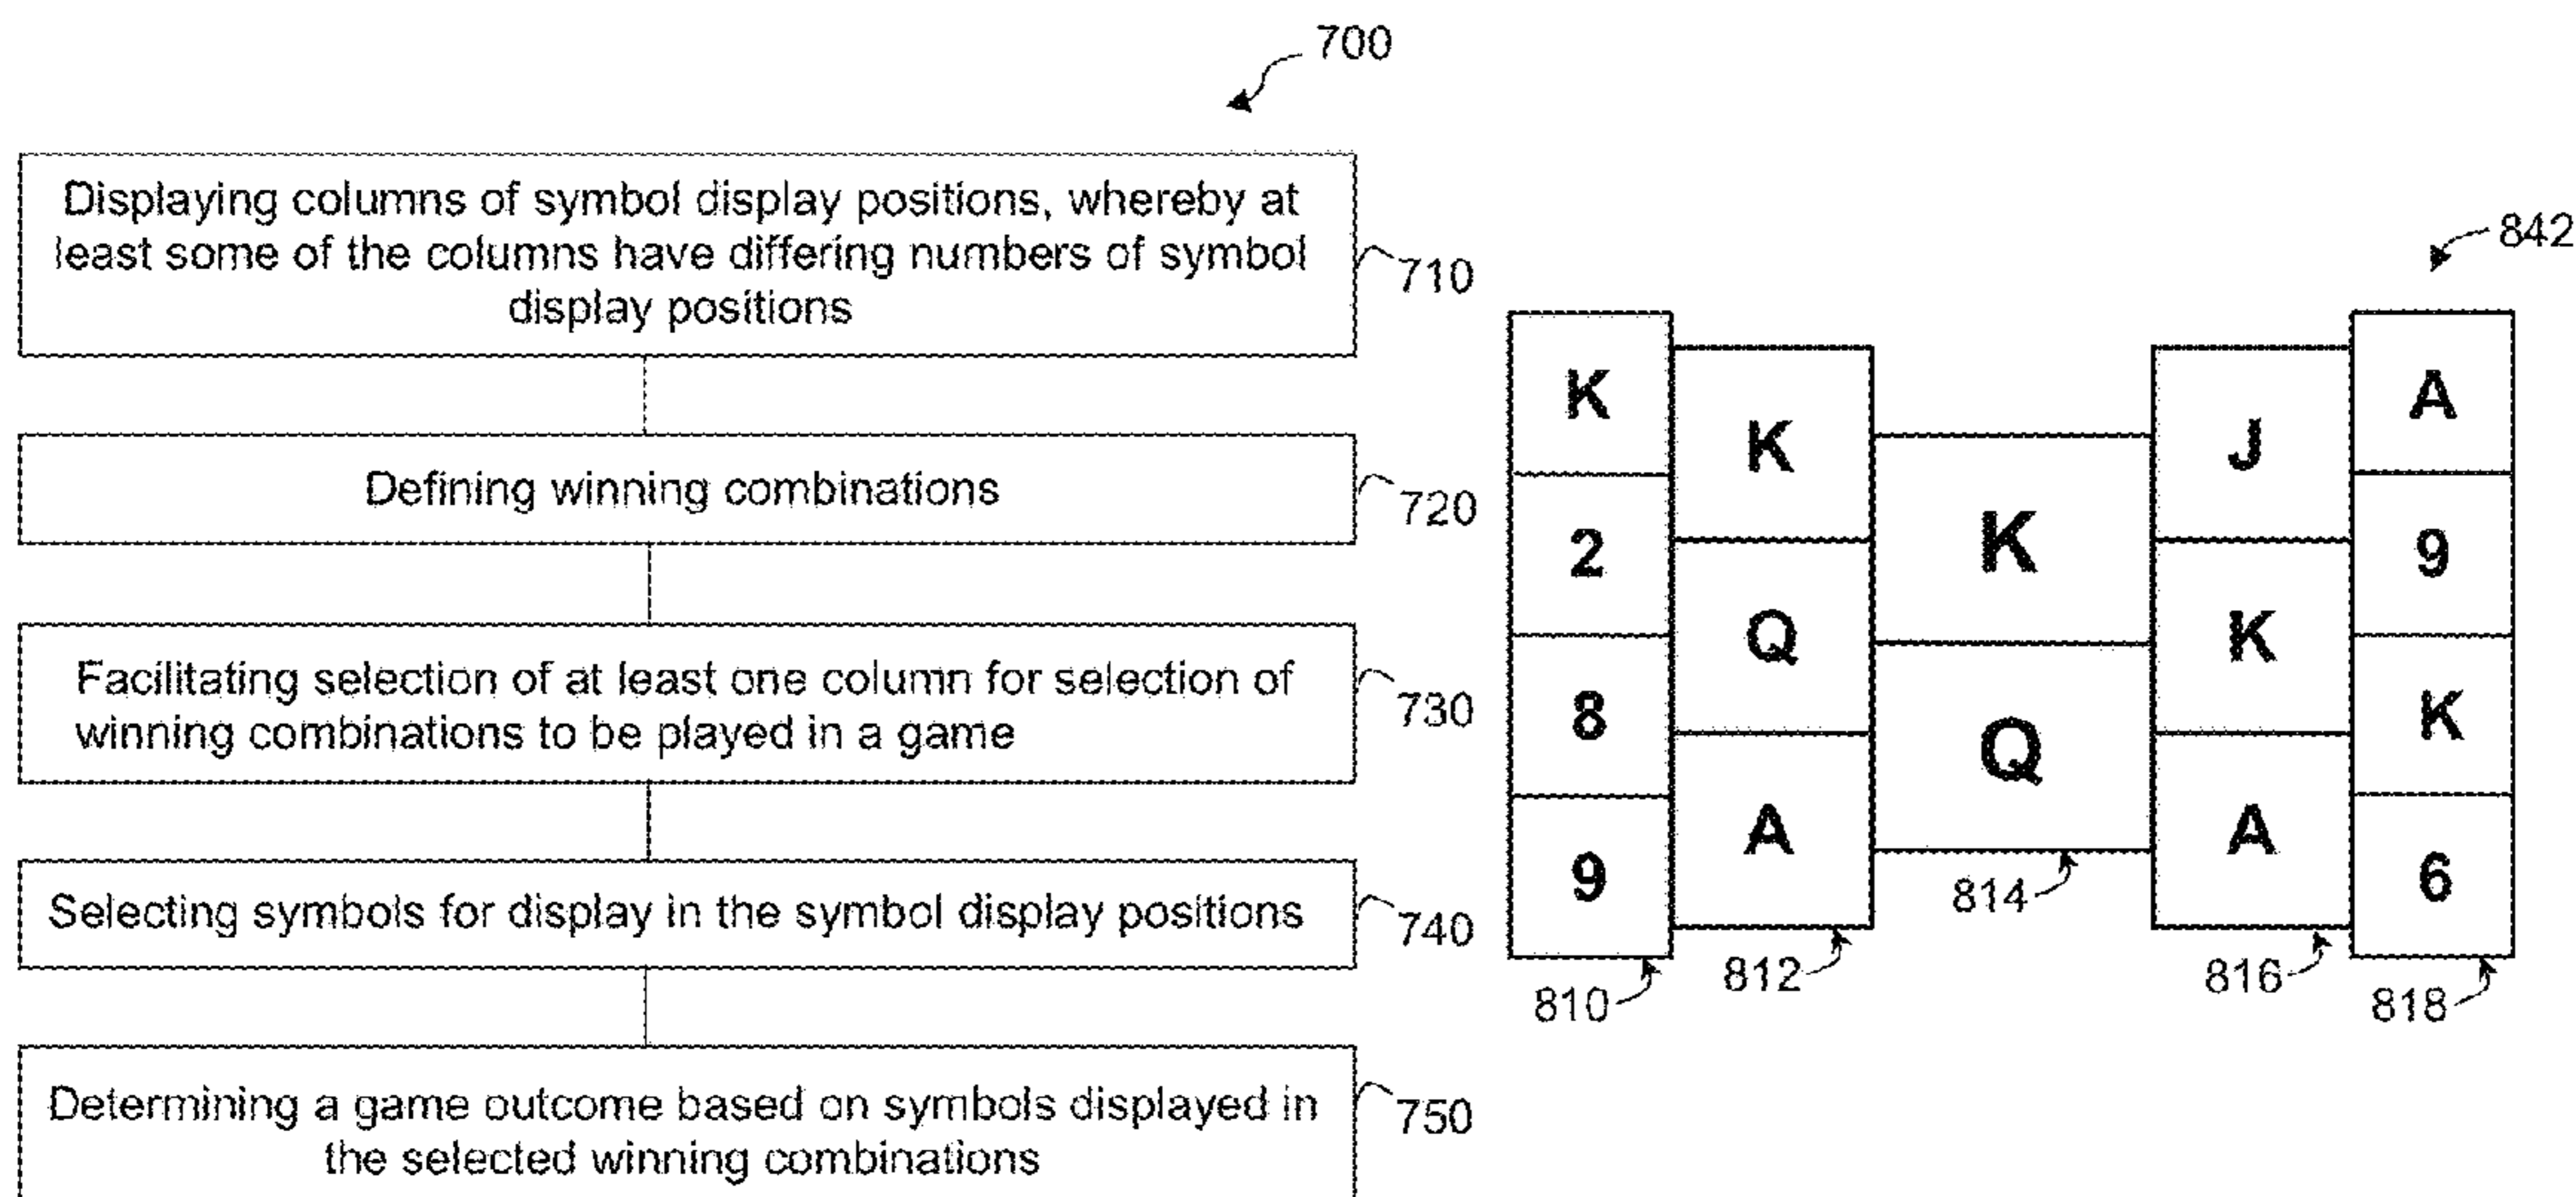 700
Displaying columns of symbol display positions, whereby at
least some of the columns have differing numbers of symbol
display positions
710
Defining winning combinations
720
Facilitating selection of at least one column for selection of
winning combinations to be played in a game
730
Selecting symbols for display in the symbol display positions
740
Determining a game outcome based on symbols displayed in
the selected winning combinations
750
842
K
2
8
9
810
K
Q
A
812
K
Q
814
J
K
A
816
A
9
K
6
818